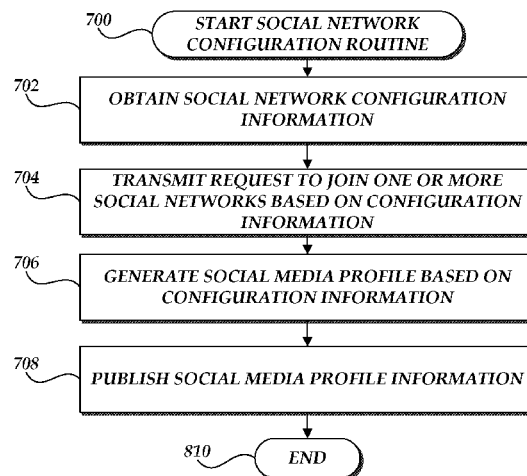 700
START SOCIAL NETWORK
CONFIGURATION ROUTINE
702
OBTAIN SOCIAL NETWORK CONFIGURATION
INFORMATION
704
TRANSMIT REQUEST TO JOIN ONE OR MORE
SOCIAL NETWORKS BASED ON CONFIGURATION
INFORMATION
706
GENERATE SOCIAL MEDIA PROFILE BASED ON
CONFIGURATION INFORMATION
708
PUBLISH SOCIAL MEDIA PROFILE INFORMATION
810
END